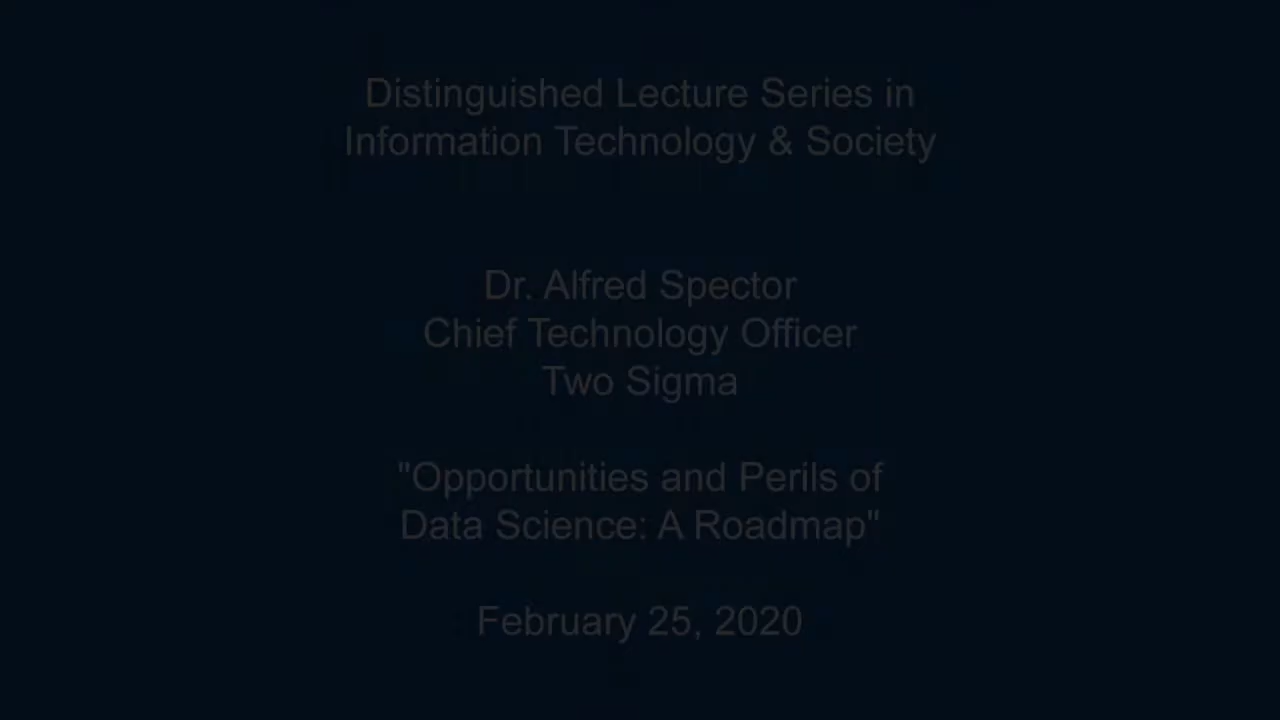 Distinguished Lecture Series in
Information Technology & Society
Dr. Alfred Spector
Chief Technology Officer
Two Sigma
"Opportunities and Perils of
Data Science: A Roadmap"
February 25, 2020